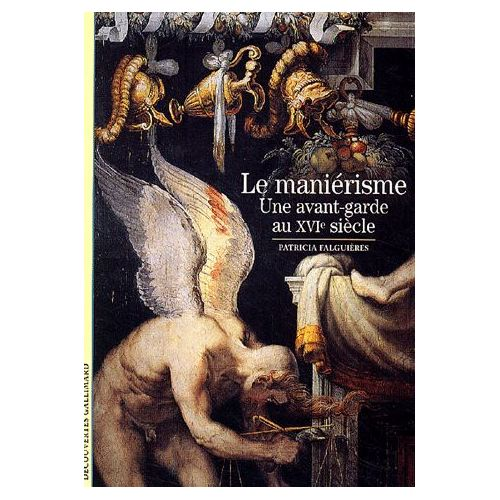 Le maniérisme
Une avant-garde
au XVIe siècle
PATRICIA FALGUIÈRES
DÉCOUVERTES GALLIMARD